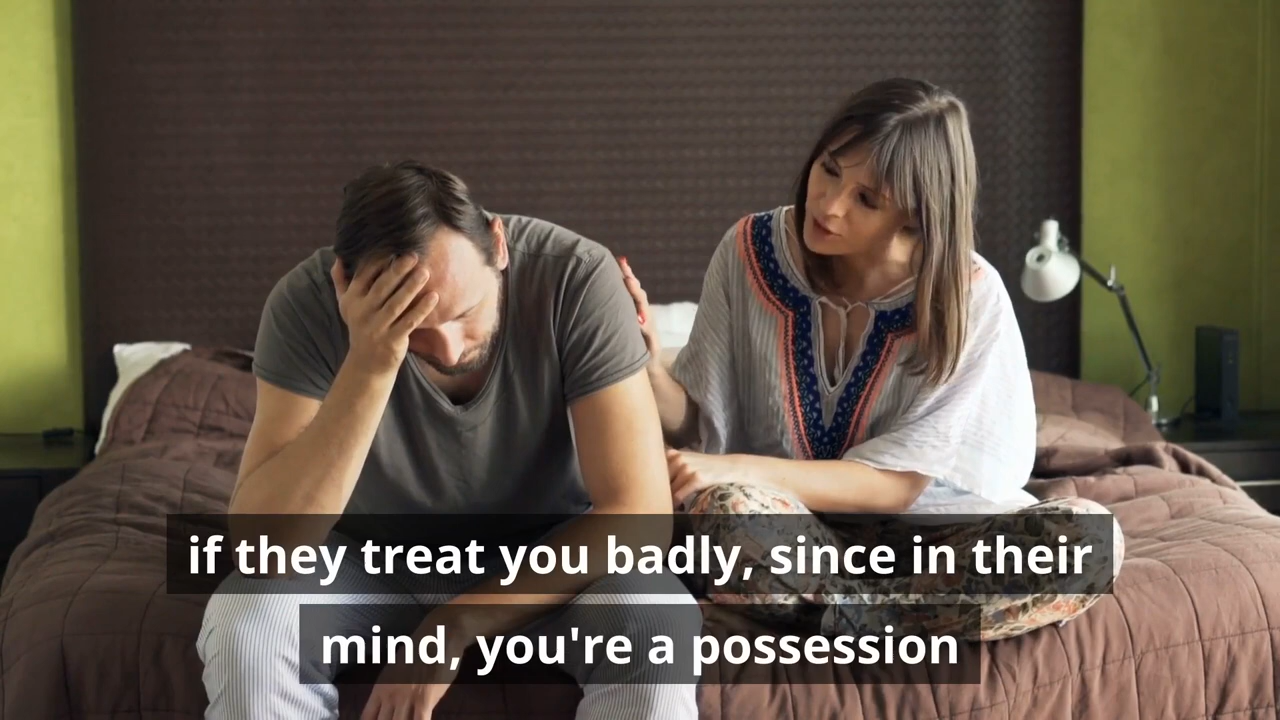 if they treat you badly, since in their
mind, you're a possession